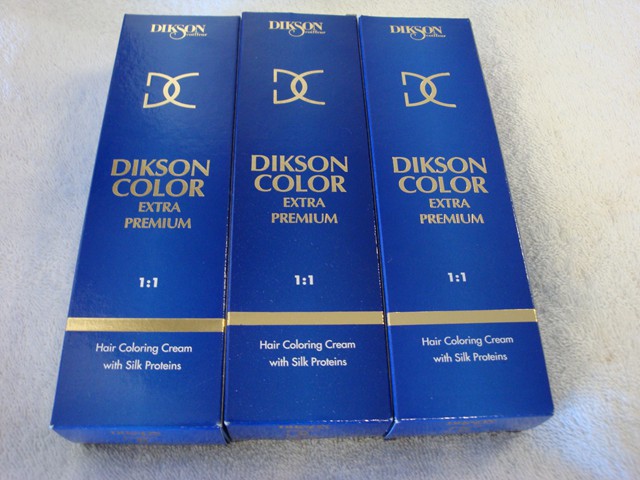 DIKSON
coiffeur
DC
DIKSON
COLOR
EXTRA
PREMIUM
1:1
Hair Coloring Cream
with Silk Proteins
DIKSON
coiffeur
DC
DIKSON
COLOR
EXTRA
PREMIUM
1:1
Hair Coloring Cream
with Silk Proteins
DIKSON
coiffeur
DC
DIKSON
COLOR
EXTRA
PREMIUM
1:1
Hair Coloring Cream
with Silk Proteins